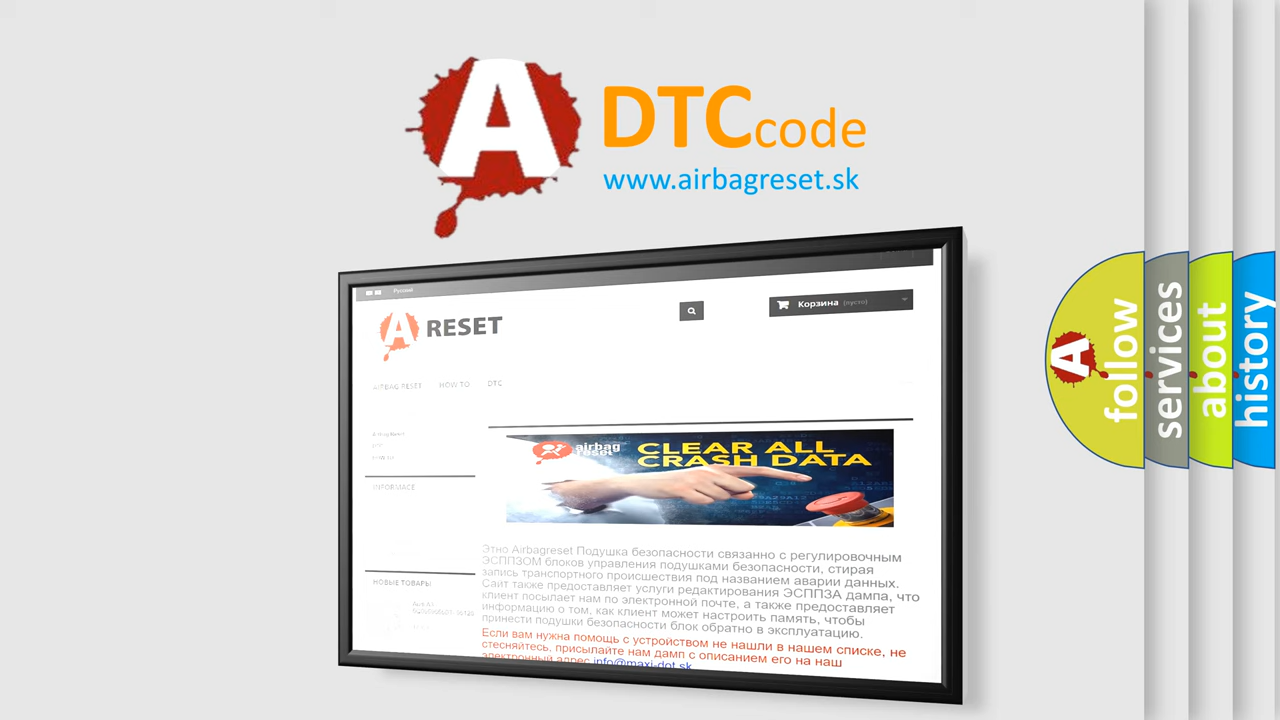 A DTCcode
www.airbagreset.sk
Русский
A RESET
Корзина (пусто)
AIRBAG RESET HOW TO DTC
airbag
reset
CLEAR ALL
CRASH DATA
Airbag Reset
HOW TO
INFORMACE
Этно Airbagreset Подушка безопасности связанно с регулировочным
ЭСППЗОМ блоков управления подушками безопасности, стирая
запись транспортного происшествия под названием аварии данных.
Сайт также предоставляет услуги редактирования ЭСППЗА дампа, что
клиент посылает нам по электронной почте, а также предоставляет
информацию о том, как клиент может настроить память, чтобы
принести подушки безопасности блок обратно в эксплуатацию.
Если вам нужна помощь с устройством не нашли в нашем списке, не
стесняйтесь, присылайте нам дамп с описанием его на наш
электронный адрес info@maxi-dot.sk
НОВЫЕ ТОВАРЫ
A follow
services
about
history